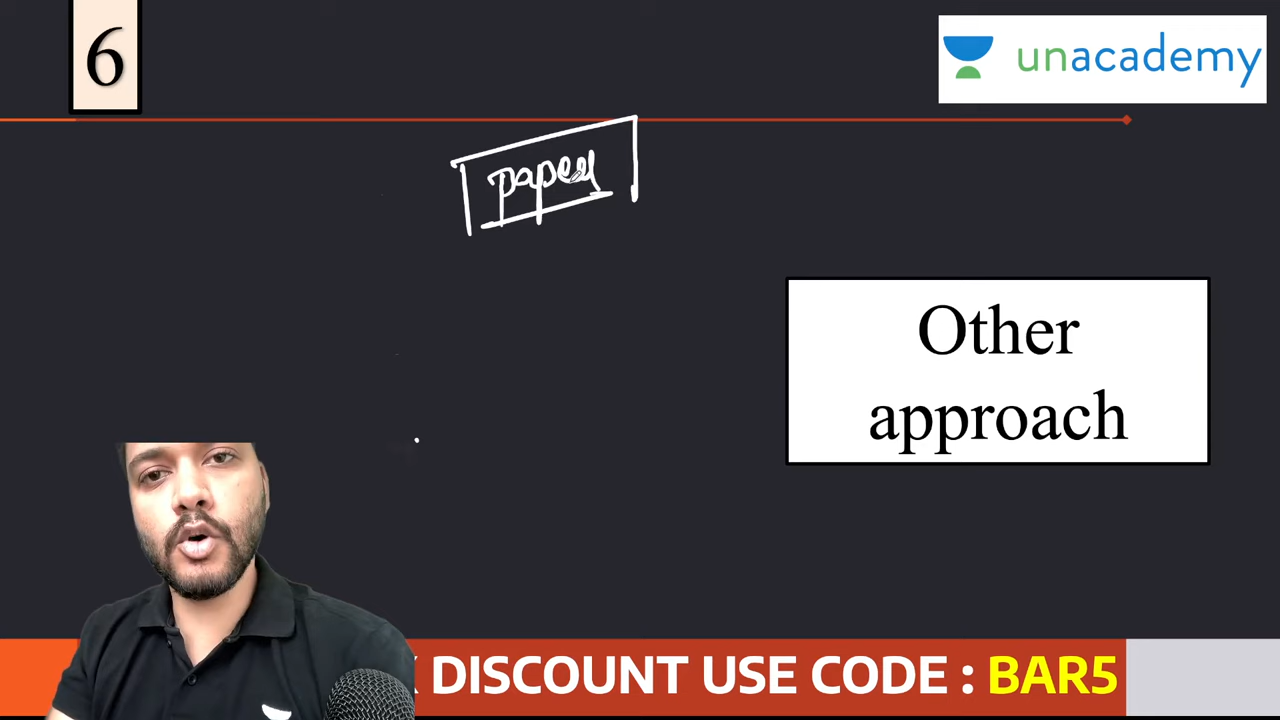 6
unacademy
paper
Other
approach
DISCOUNT USE CODE : BAR5